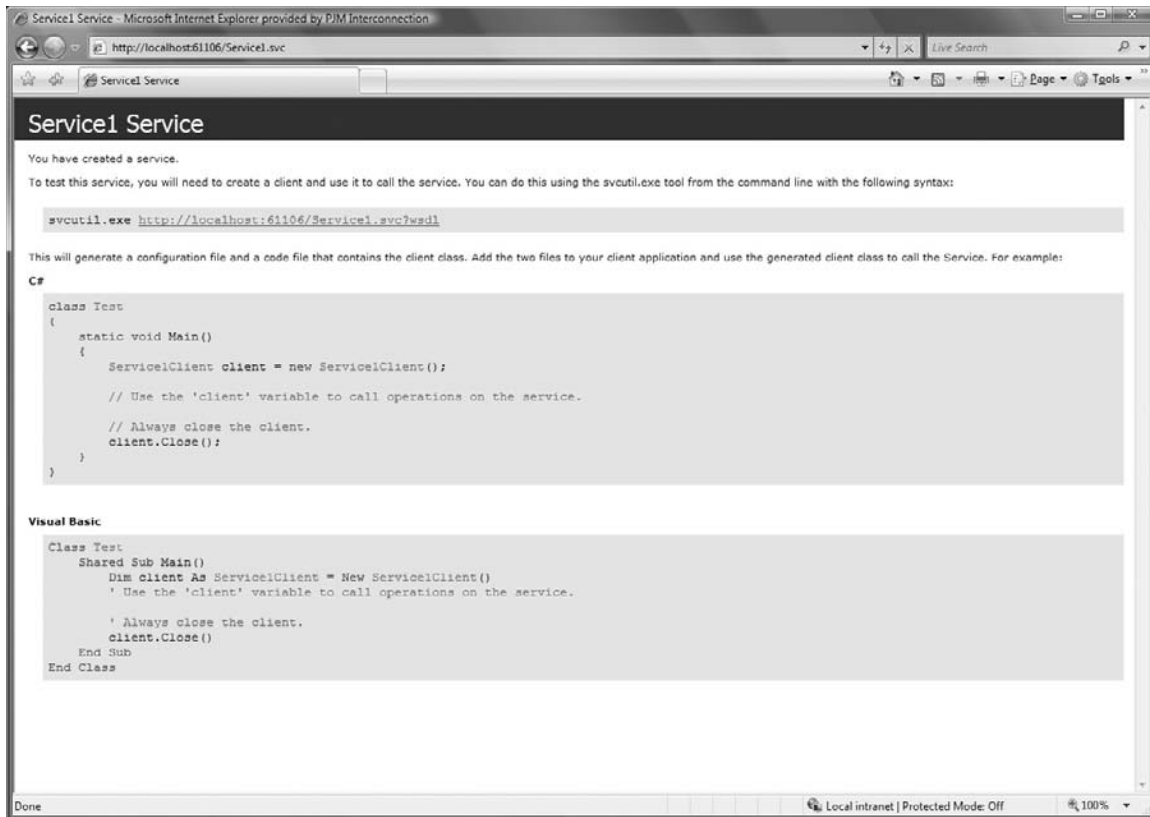 Service1 Service - Microsoft Internet Explorer provided by PJM Interconnection
http://localhost:61106/Service1.svc
Live Search
Service1 Service
Page
Tools
Service1 Service
You have created a service.
To test this service, you will need to create a client and use it to call the service. You can do this using the svcutil.exe tool from the command line with the following syntax:
svcutil.exe http://localhost:61106/Service1.svc?wsdl
This will generate a configuration file and a code file that contains the client class. Add the two files to your client application and use the generated client class to call the Service. For example:
C#
class Test
{
static void Main()
{
Service1Client client = new Service1Client();
// Use the 'client' variable to call operations on the service.
// Always close the client.
client.Close();
}
}
Visual Basic
Class Test
Shared Sub Main()
Dim client As Service1Client = New Service1Client()
' Use the 'client' variable to call operations on the service.
' Always close the client.
client.Close()
End Sub
End Class
Done
Local intranet | Protected Mode: Off
100%